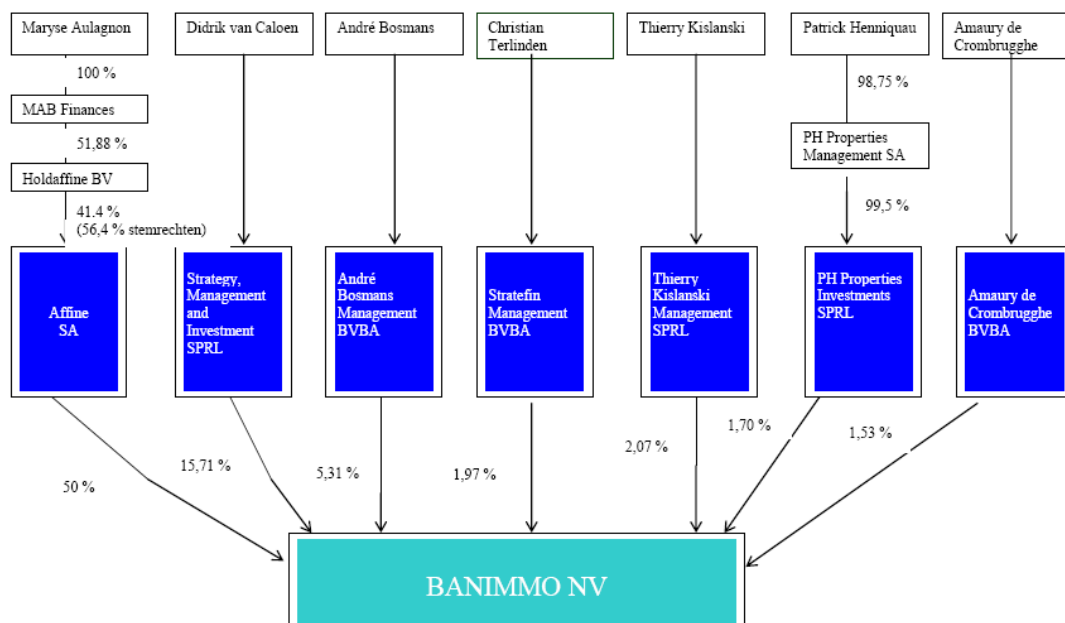 Maryse Aulagnon
Didrik van Caloen
André Bosmans
Christian
Terlinden
Thierry Kislanski
Patrick Henniquau
Amaury de
Crombrugghe
100 %
98,75 %
MAB Finances
51,88 %
PH Properties
Management SA
Holdaffine BV
41.4 %
(56,4 % stemrechten)
99,5 %
Affine
SA
Strategy,
Management
and
Investment
SPRL
André
Bosmans
Management
BVBA
Stratefin
Management
BVBA
Thierry
Kislanski
Management
SPRL
PH Properties
Investments
SPRL
Amaury de
Crombrugghe
BVBA
50 %
15,71 %
5,31 %
1,97 %
2,07 %
1,70 %
1,53 %
BANIMMO NV